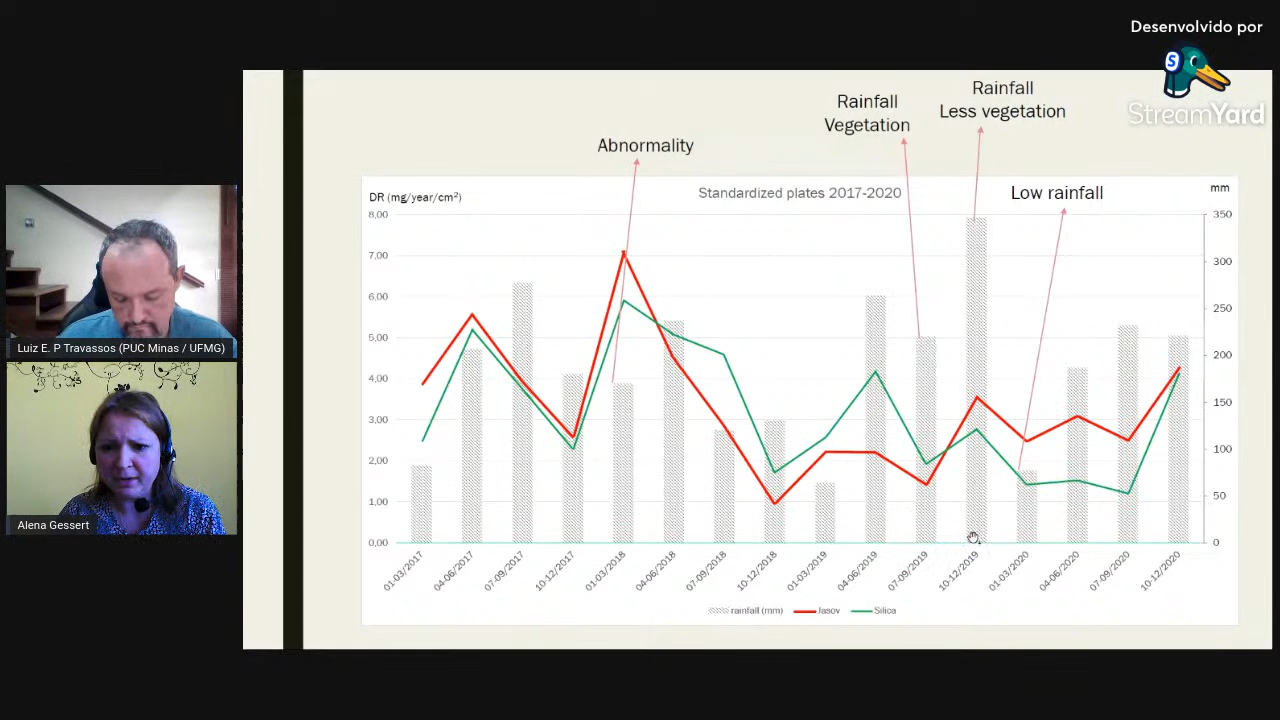 Desenvolvido por
StreamYard
Rainfall
Vegetation
Rainfall
Less vegetation
Abnormality
Low rainfall
DR (mg/year/cm²)
Standardized plates 2017-2020
mm
8,00
7,00
6,00
5,00
4,00
3,00
2,00
1,00
0,00
350
300
250
200
150
100
50
0
01-03/2017
04-06/2017
07-09/2017
10-12/2017
01-03/2018
04-06/2018
07-09/2018
10-12/2018
01-03/2019
04-06/2019
07-09/2019
10-12/2019
01-03/2020
04-06/2020
07-09/2020
10-12/2020
rainfall (mm)
Jasov
Silica
Luiz E. P Travassos (PUC Minas / UFMG)
Alena Gessert